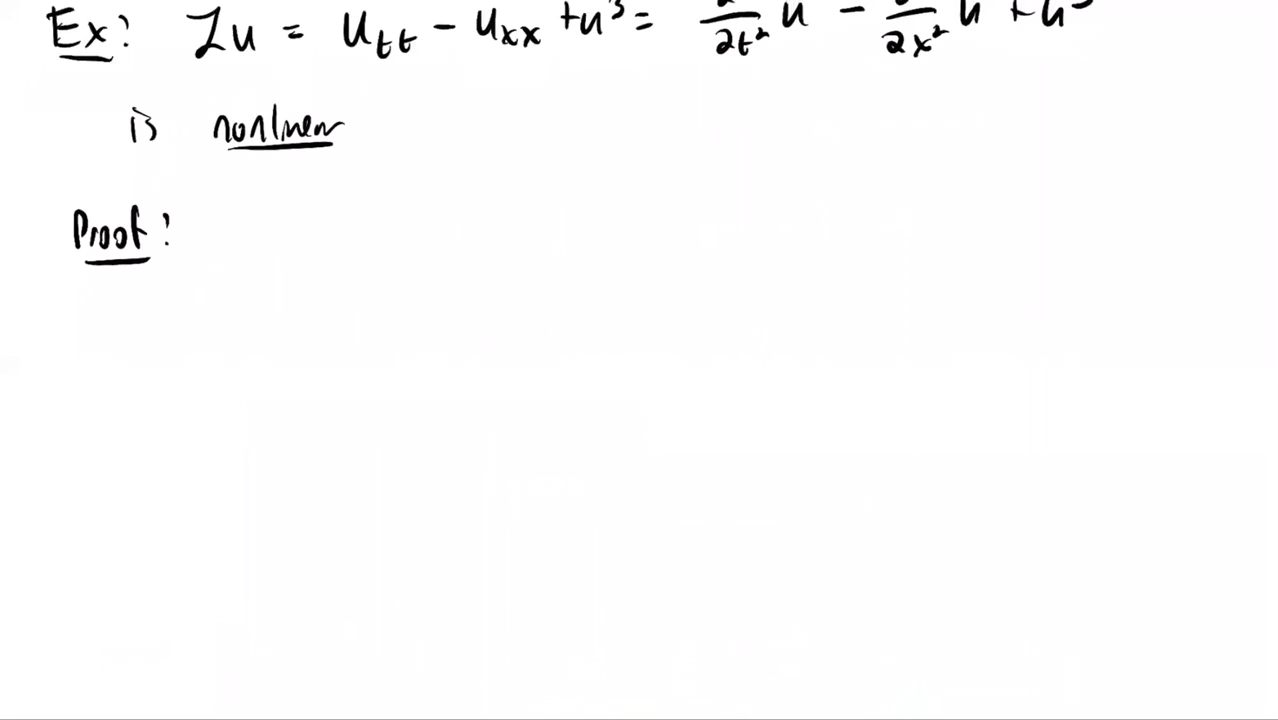 Ex: Lu = u_tt - u_xx + u³ = ∂²/∂t² u - ∂²/∂x² u + u³
is nonlinear
Proof: